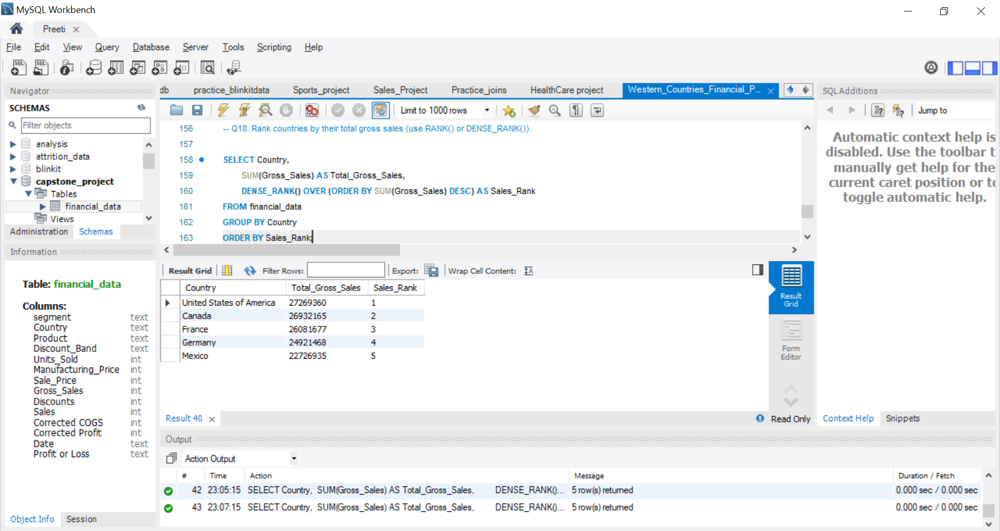 MySQL Workbench
Preeti
File Edit View Query Database Server Tools Scripting Help
Navigator
SCHEMAS
Filter objects
analysis
attrition_data
blinkit
capstone_project
Tables
financial_data
Views
Administration Schemas
Information
Table: financial_data
Columns:
segment text
Country text
Product text
Discount_Band text
Units_Sold int
Manufacturing_Price int
Sale_Price int
Gross_Sales int
Discounts int
Sales int
Corrected COGS int
Corrected Profit int
Date text
Profit or Loss text
Object Info Session
db practice_blinkitdata Sports_project Sales_Project Practice_joins HealthCare project Western_Countries_Financial_P...
Limit to 1000 rows
156 -- Q18. Rank countries by their total gross sales (use RANK() or DENSE_RANK()).
157
158 SELECT Country,
159 SUM(Gross_Sales) AS Total_Gross_Sales,
160 DENSE_RANK() OVER (ORDER BY SUM(Gross_Sales) DESC) AS Sales_Rank
161 FROM financial_data
162 GROUP BY Country
163 ORDER BY Sales_Rank;
Result Grid Filter Rows: Export: Wrap Cell Content:
Country Total_Gross_Sales Sales_Rank
United States of America 27269360 1
Canada 26932165 2
France 26081677 3
Germany 24921468 4
Mexico 22726935 5
Result
Grid
Form
Editor
Result 40
Read Only
SQLAdditions
Jump to
Automatic context help is
disabled. Use the toolbar t
manually get help for the
current caret position or to
toggle automatic help.
Context Help Snippets
Output
Action Output
# Time Action Message Duration / Fetch
42 23:05:15 SELECT Country, SUM(Gross_Sales) AS Total_Gross_Sales, DENSE_RANK()... 5 row(s) returned 0.000 sec / 0.000 sec
43 23:07:15 SELECT Country, SUM(Gross_Sales) AS Total_Gross_Sales, DENSE_RANK()... 5 row(s) returned 0.000 sec / 0.000 sec